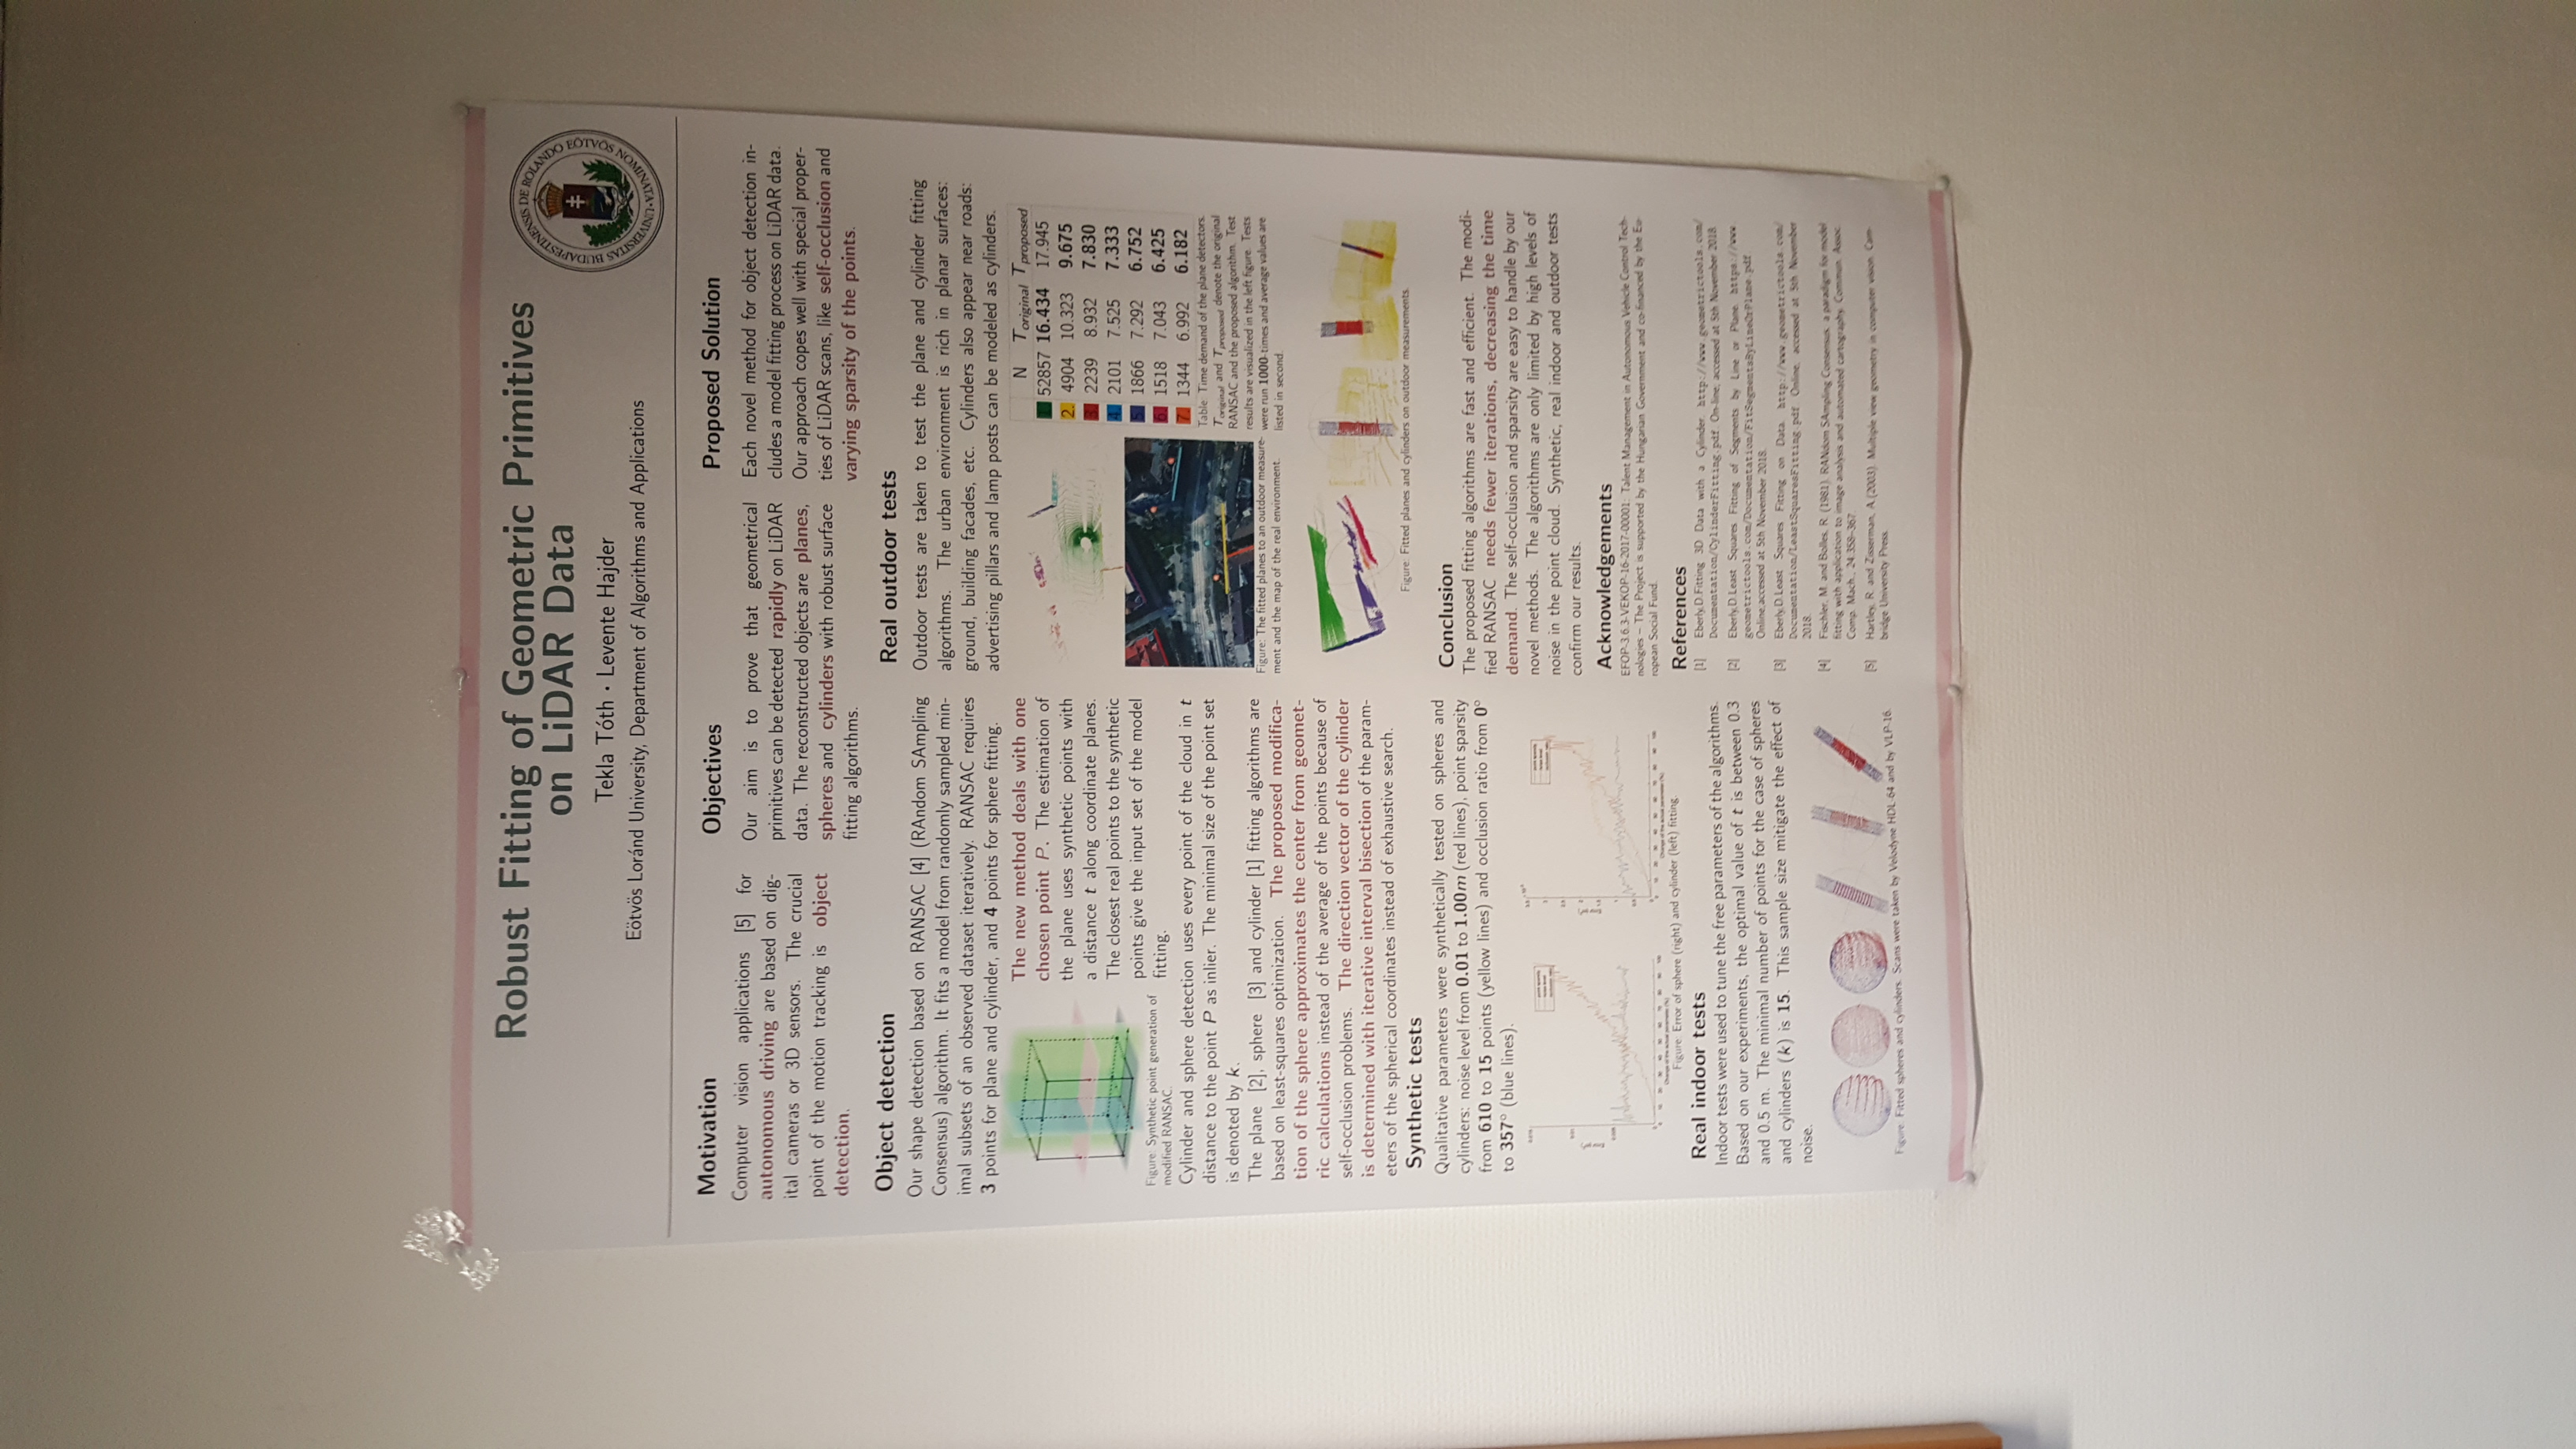 Robust Fitting of Geometric Primitives
on LiDAR Data
Tekla Tóth · Levente Hajder
Eötvös Loránd University, Department of Algorithms and Applications
UNIVERSITAS BUDAPESTINENSIS DE ROLANDO EÖTVÖS NOMINATA
Motivation
Computer vision applications [5] for
autonomous driving are based on dig-
ital cameras or 3D sensors. The crucial
point of the motion tracking is object
detection.
Objectives
Our aim is to prove that geometrical
primitives can be detected rapidly on LiDAR
data. The reconstructed objects are planes,
spheres and cylinders with robust surface
fitting algorithms.
Proposed Solution
Each novel method for object detection in-
cludes a model fitting process on LiDAR data.
Our approach copes well with special proper-
ties of LiDAR scans, like self-occlusion and
varying sparsity of the points.
Object detection
Our shape detection based on RANSAC [4] (RAndom SAmpling
Consensus) algorithm. It fits a model from randomly sampled min-
imal subsets of an observed dataset iteratively. RANSAC requires
3 points for plane and cylinder, and 4 points for sphere fitting.
The new method deals with one
chosen point P. The estimation of
the plane uses synthetic points with
a distance t along coordinate planes.
The closest real points to the synthetic
points give the input set of the model
fitting.
Figure: Synthetic point generation of
modified RANSAC.
Cylinder and sphere detection uses every point of the cloud in t
distance to the point P as inlier. The minimal size of the point set
is denoted by k.
The plane [2], sphere [3] and cylinder [1] fitting algorithms are
based on least-squares optimization. The proposed modifica-
tion of the sphere approximates the center from geomet-
ric calculations instead of the average of the points because of
self-occlusion problems. The direction vector of the cylinder
is determined with iterative interval bisection of the param-
eters of the spherical coordinates instead of exhaustive search.
Synthetic tests
Qualitative parameters were synthetically tested on spheres and
cylinders: noise level from 0.01 to 1.00m (red lines), point sparsity
from 610 to 15 points (yellow lines) and occlusion ratio from 0°
to 357° (blue lines).
Figure: Error of sphere (right) and cylinder (left) fitting.
Real indoor tests
Indoor tests were used to tune the free parameters of the algorithms.
Based on our experiments, the optimal value of t is between 0.3
and 0.5 m. The minimal number of points for the case of spheres
and cylinders (k) is 15. This sample size mitigate the effect of
noise.
Figure: Fitted spheres and cylinders. Scans were taken by Velodyne HDL-64 and by VLP-16.
Real outdoor tests
Outdoor tests are taken to test the plane and cylinder fitting
algorithms. The urban environment is rich in planar surfaces:
ground, building facades, etc. Cylinders also appear near roads:
advertising pillars and lamp posts can be modeled as cylinders.
N Toriginal Tproposed
52857 16.434 17.945
2. 4904 10.323 9.675
2239 8.932 7.830
2101 7.525 7.333
1866 7.292 6.752
1518 7.043 6.425
7. 1344 6.992 6.182
Table: Time demand of the plane detectors.
Toriginal and Tproposed denote the original
RANSAC and the proposed algorithm. Test
results are visualized in the left figure. Tests
were run 1000-times and average values are
listed in second.
Figure: The fitted planes to an outdoor measure-
ment and the map of the real environment.
Figure: Fitted planes and cylinders on outdoor measurements.
Conclusion
The proposed fitting algorithms are fast and efficient. The modi-
fied RANSAC needs fewer iterations, decreasing the time
demand. The self-occlusion and sparsity are easy to handle by our
novel methods. The algorithms are only limited by high levels of
noise in the point cloud. Synthetic, real indoor and outdoor tests
confirm our results.
Acknowledgements
EFOP-3.6.3-VEKOP-16-2017-00001: Talent Management in Autonomous Vehicle Control Tech-
nologies – The Project is supported by the Hungarian Government and co-financed by the Eu-
ropean Social Fund.
References
[1] Eberly,D.Fitting 3D Data with a Cylinder. http://www.geometrictools.com/
Documentation/CylinderFitting.pdf. On-line; accessed at 5th November 2018.
[2] Eberly,D.Least Squares Fitting of Segments by Line or Plane. https://www.
geometrictools.com/Documentation/FitSegmentsByLineOrPlane.pdf.
Online;accessed at 5th November 2018.
[3] Eberly,D.Least Squares Fitting on Data. http://www.geometrictools.com/
Documentation/LeastSquaresFitting.pdf. Online, accessed at 5th November
2018.
[4] Fischler, M. and Bolles, R. (1981). RANdom SAmpling Consensus: a paradigm for model
fitting with application to image analysis and automated cartography. Commun. Assoc.
Comp. Mach., 24:358–367.
[5] Hartley, R. and Zisserman, A.(2003). Multiple view geometry in computer vision. Cam-
bridge University Press.